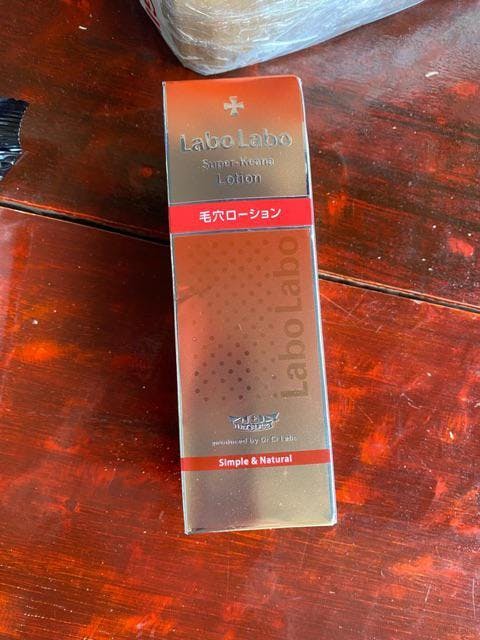 Labo Labo
Super-Keana
Lotion
毛穴ローション
Labo Labo
produced by Dr Ci Labo
Simple & Natural